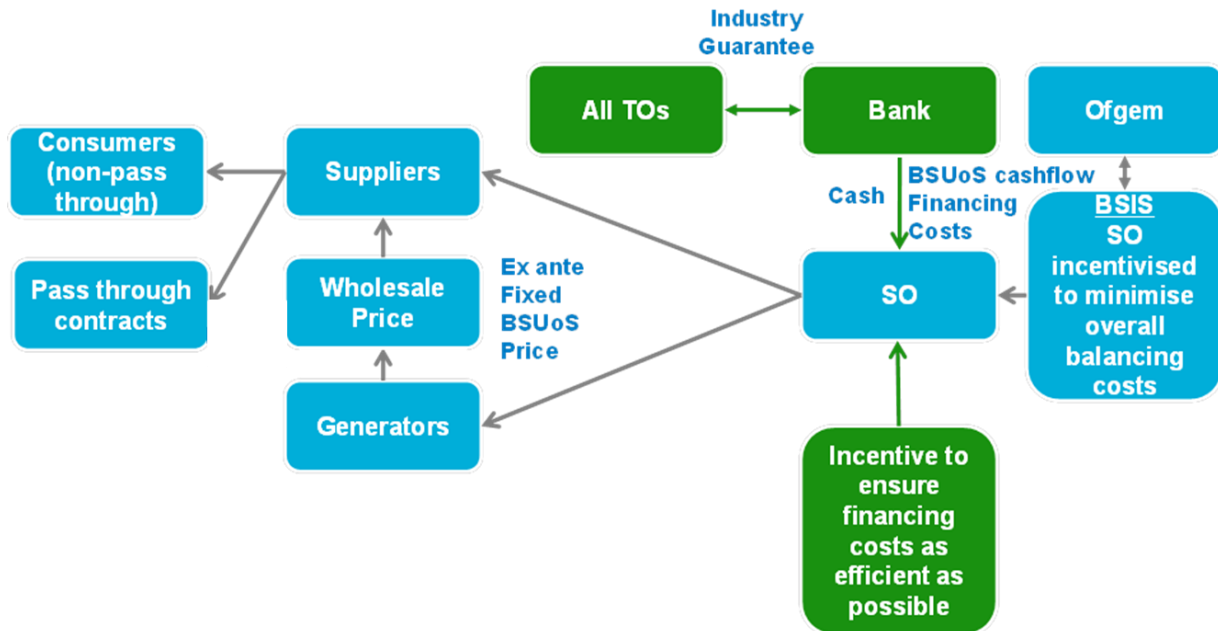 Industry
Guarantee
All TOs
Bank
Ofgem
Consumers
(non-pass
through)
Suppliers
Cash
BSUoS cashflow
Financing
Costs
BSIS
SO
incentivised
to minimise
overall
balancing
costs
Pass through
contracts
Wholesale
Price
Ex ante
Fixed
BSUoS
Price
SO
Generators
Incentive to
ensure
financing
costs as
efficient as
possible